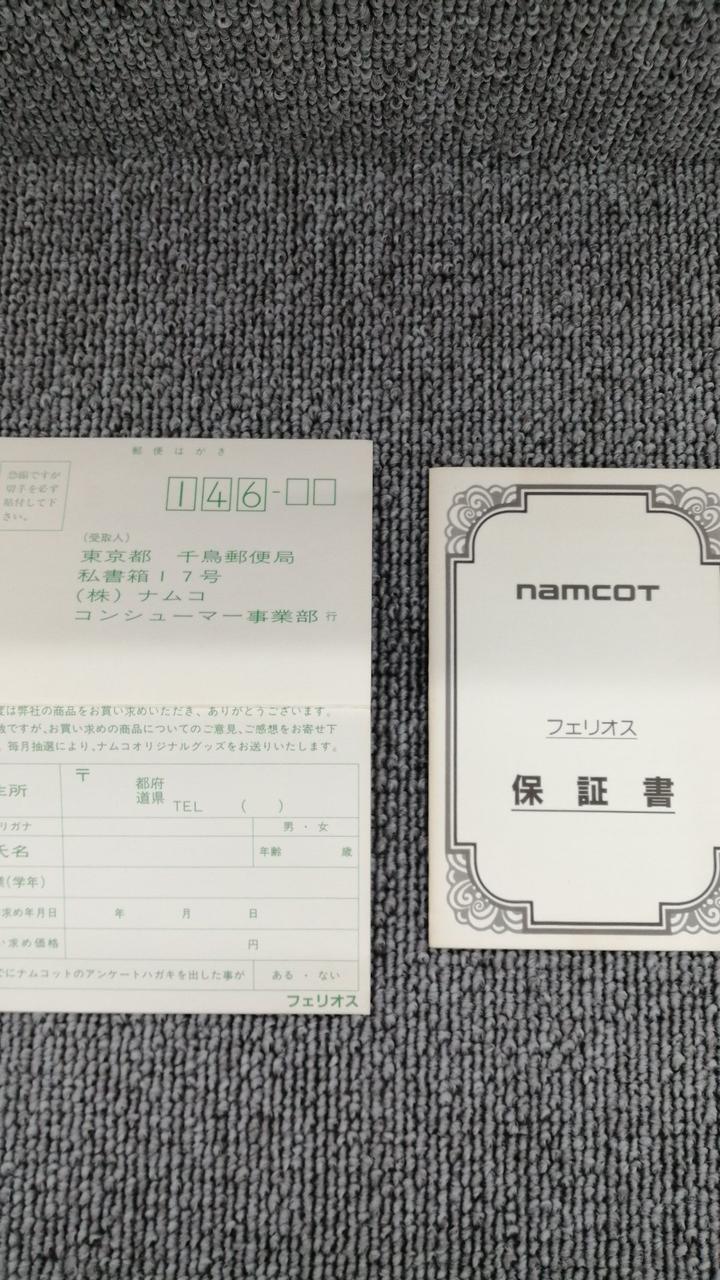 郵便はがき
恐縮ですが
切手を必ず
貼付して下
さい。
146-
(受取人)
東京都 千鳥郵便局
私書箱17号
(株)ナムコ
コンシューマー事業部 行
度は弊社の商品をお買い求めいただき、ありがとうございます。
ですが、お買い求めの商品についてのご意見、ご感想をお寄せ下
毎月抽選により、ナムコオリジナルグッズをお送りいたします。
住所 〒 都府
道県 TEL ( )
リガナ 男・女
氏名 年齢 歳
(学年)
求め年月日 年 月 日
い求め価格 円
でにナムコットのアンケートハガキを出した事が ある・ない
フェリオス
namcot
フェリオス
保証書